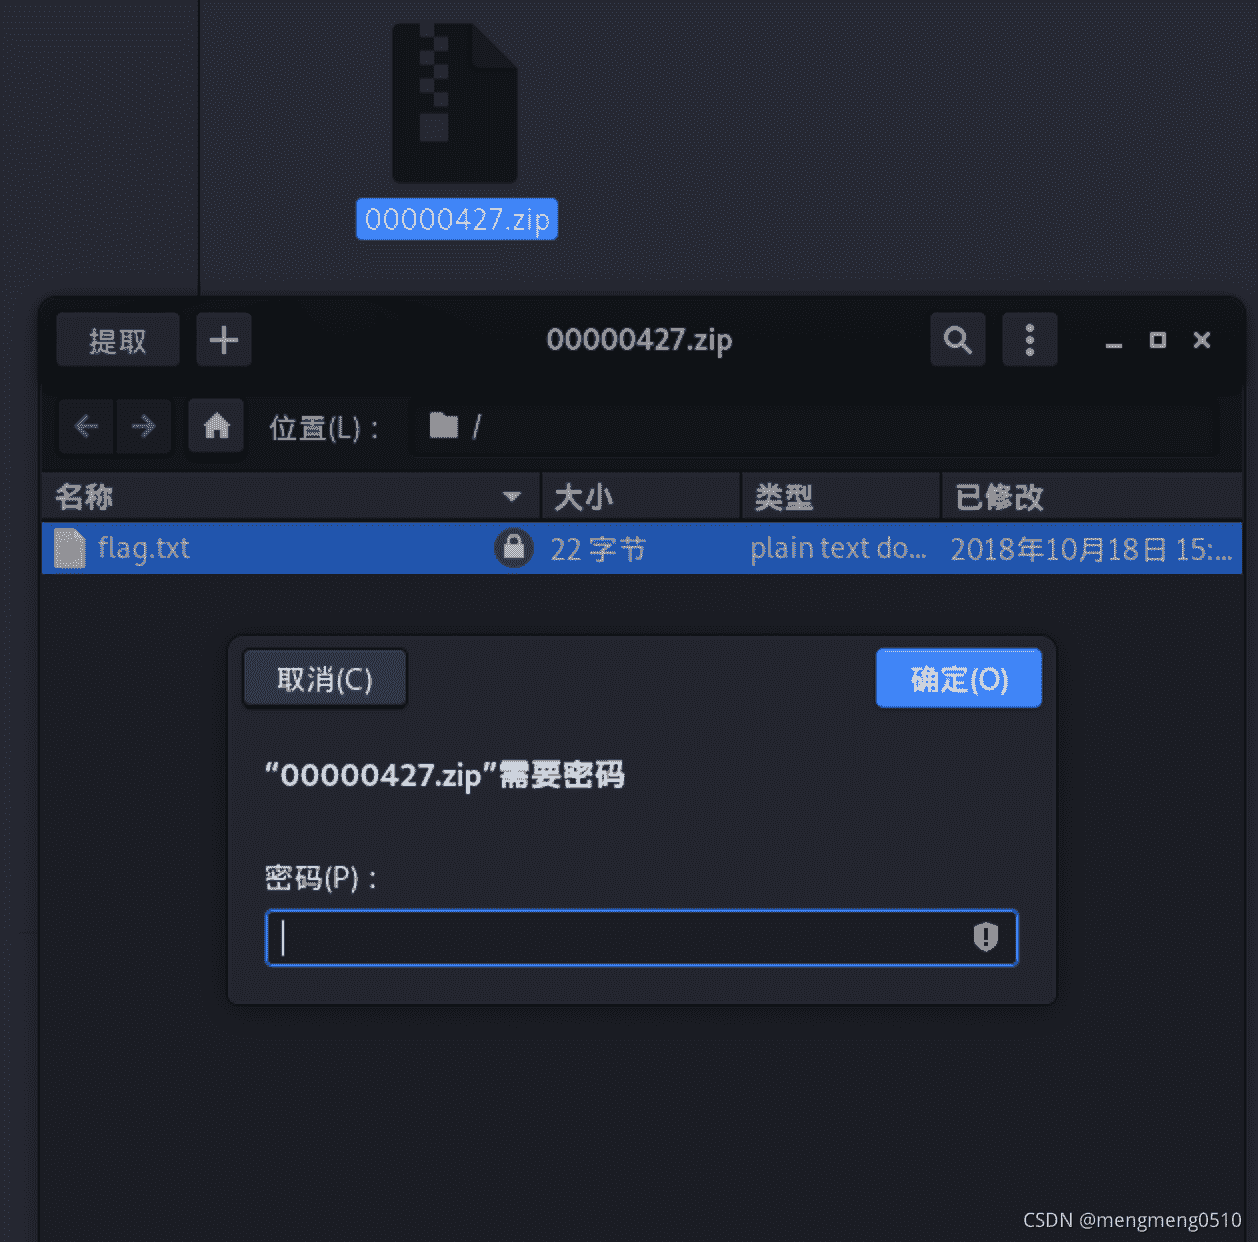 00000427.zip
提取
00000427.zip
位置(L)： /
名称 大小 类型 已修改
flag.txt 22 字节 plain text do... 2018年10月18日 15:...
取消(C) 确定(O)
“00000427.zip”需要密码
密码(P)：
CSDN @mengmeng0510